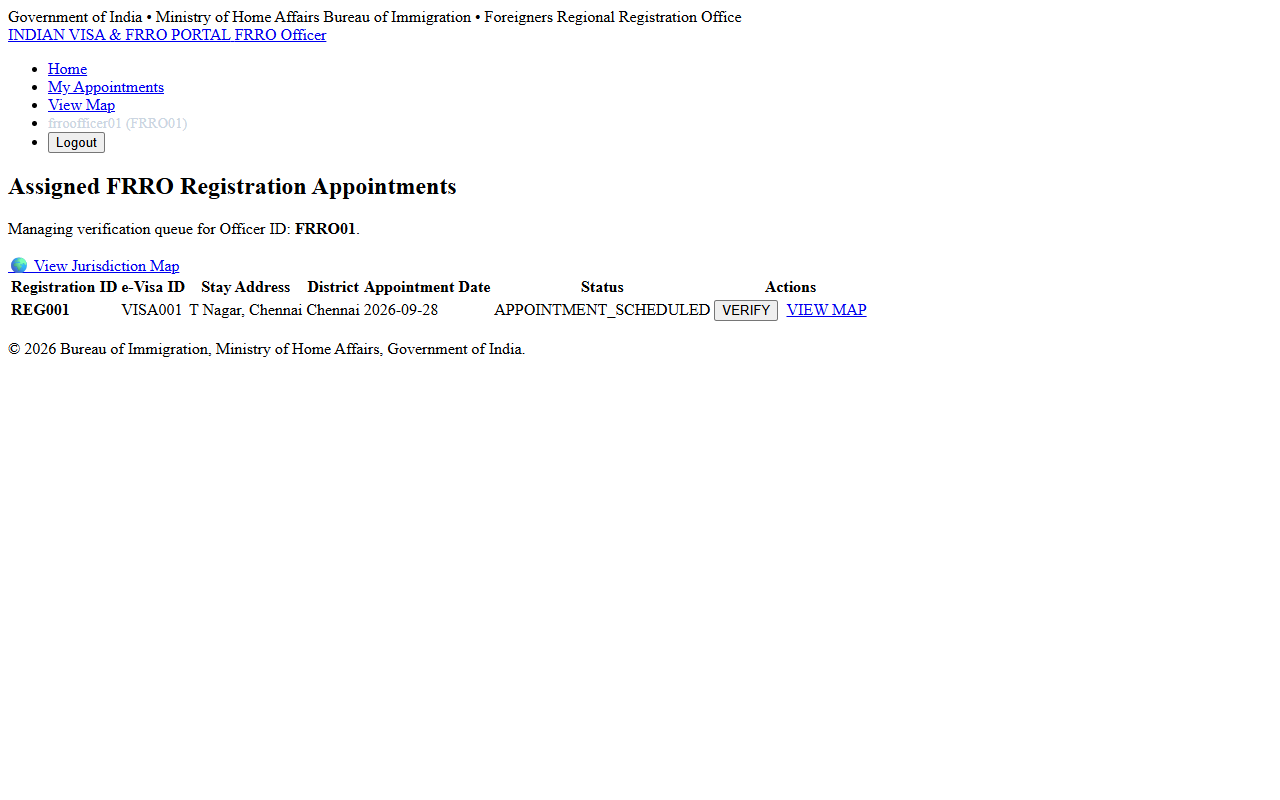 Government of India • Ministry of Home Affairs Bureau of Immigration • Foreigners Regional Registration Office
INDIAN VISA & FRRO PORTAL FRRO Officer
Home
My Appointments
View Map
frroofficer01 (FRRO01)
Logout
Assigned FRRO Registration Appointments
Managing verification queue for Officer ID: FRRO01.
View Jurisdiction Map
Registration ID e-Visa ID Stay Address District Appointment Date Status Actions
REG001 VISA001 T Nagar, Chennai Chennai 2026-09-28 APPOINTMENT_SCHEDULED VERIFY VIEW MAP
© 2026 Bureau of Immigration, Ministry of Home Affairs, Government of India.